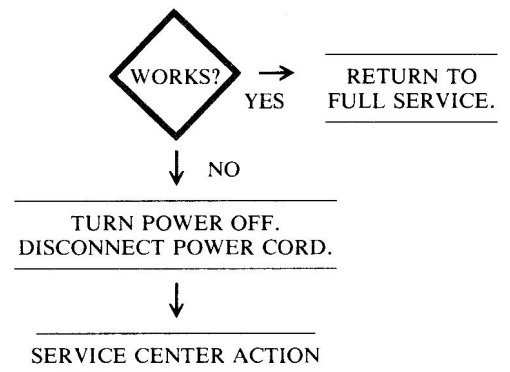 WORKS?
YES
RETURN TO
FULL SERVICE.
NO
TURN POWER OFF.
DISCONNECT POWER CORD.
SERVICE CENTER ACTION